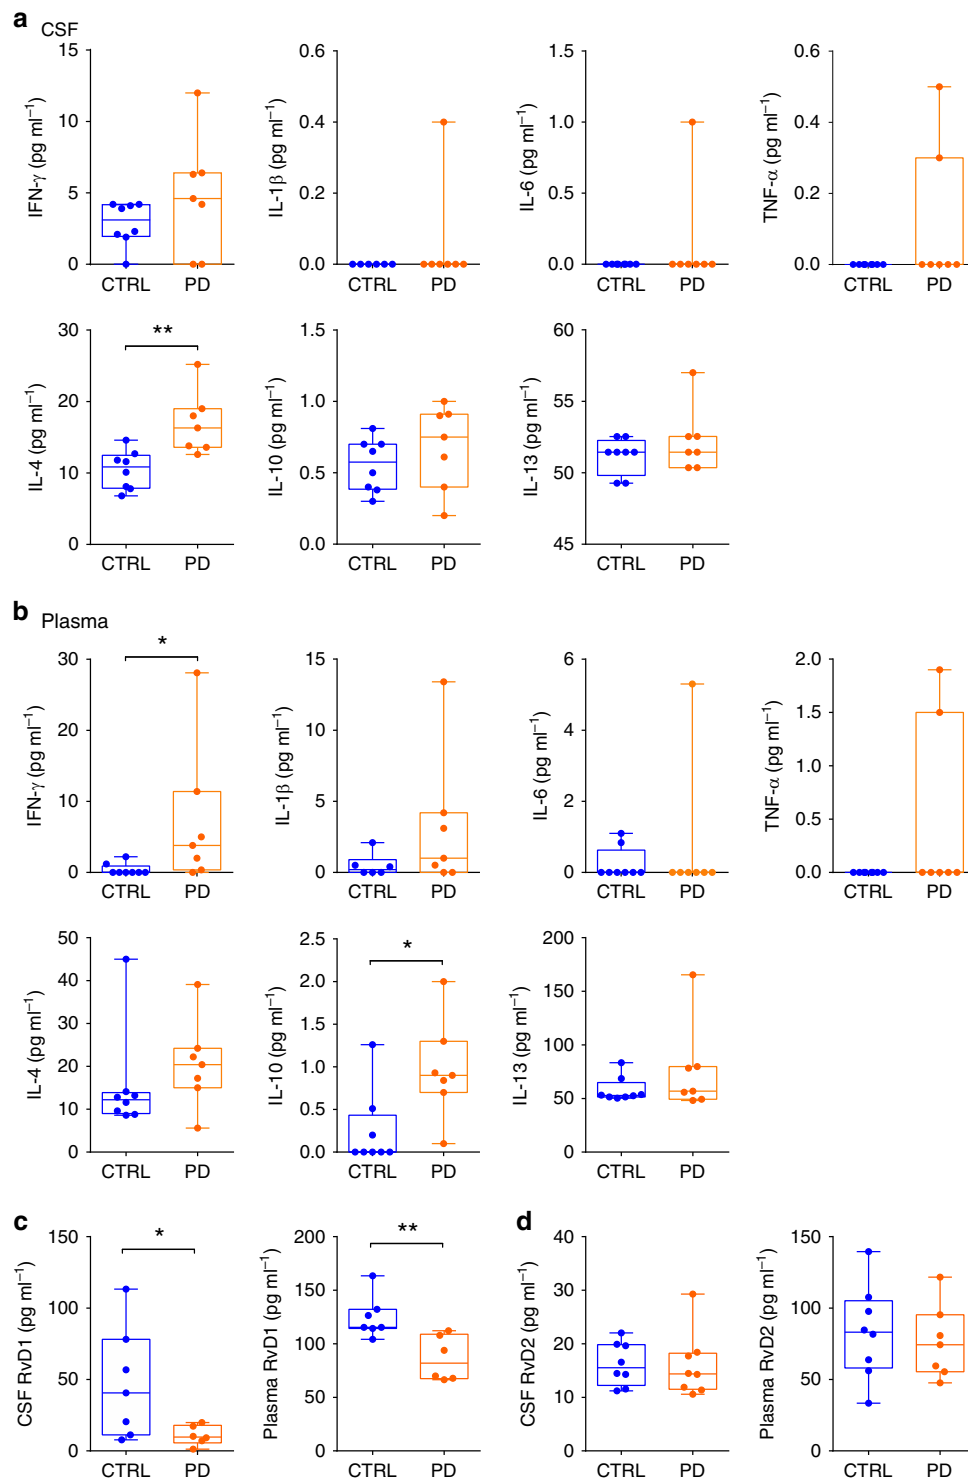 a CSF
IFN-γ (pg ml−1)
15
10
5
0
CTRL PD
IL-1β (pg ml−1)
0.6
0.4
0.2
0.0
CTRL PD
IL-6 (pg ml−1)
1.5
1.0
0.5
0.0
CTRL PD
TNF-α (pg ml−1)
0.6
0.4
0.2
0.0
CTRL PD
IL-4 (pg ml−1)
30
20
10
0
**
CTRL PD
IL-10 (pg ml−1)
1.5
1.0
0.5
0.0
CTRL PD
IL-13 (pg ml−1)
60
55
50
45
CTRL PD
b Plasma
IFN-γ (pg ml−1)
30
20
10
0
*
CTRL PD
IL-1β (pg ml−1)
15
10
5
0
CTRL PD
IL-6 (pg ml−1)
6
4
2
0
CTRL PD
TNF-α (pg ml−1)
2.0
1.5
1.0
0.5
0.0
CTRL PD
IL-4 (pg ml−1)
50
40
30
20
10
0
CTRL PD
IL-10 (pg ml−1)
2.5
2.0
1.5
1.0
0.5
0.0
*
CTRL PD
IL-13 (pg ml−1)
200
150
100
50
0
CTRL PD
c
CSF RvD1 (pg ml−1)
150
100
50
0
*
CTRL PD
Plasma RvD1 (pg ml−1)
200
150
100
50
0
**
CTRL PD
d
CSF RvD2 (pg ml−1)
40
30
20
10
0
CTRL PD
Plasma RvD2 (pg ml−1)
150
100
50
0
CTRL PD